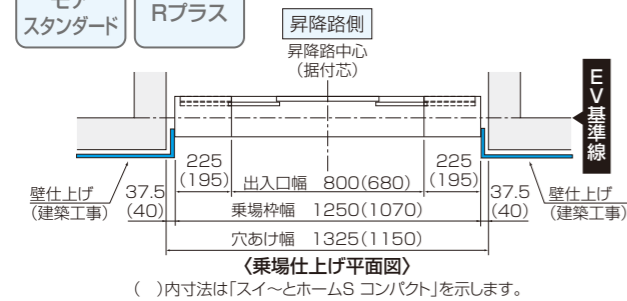 モア
スタンダード
Rプラス
昇降路側
昇降路中心
(据付芯)
EV基準線
225
(195)
出入口幅 800(680)
225
(195)
壁仕上げ
(建築工事)
37.5
(40)
乗場枠幅 1250(1070)
37.5
(40)
壁仕上げ
(建築工事)
穴あけ幅 1325(1150)
〈乗場仕上げ平面図〉
( )内寸法は「スイ〜とホームS コンパクト」を示します。